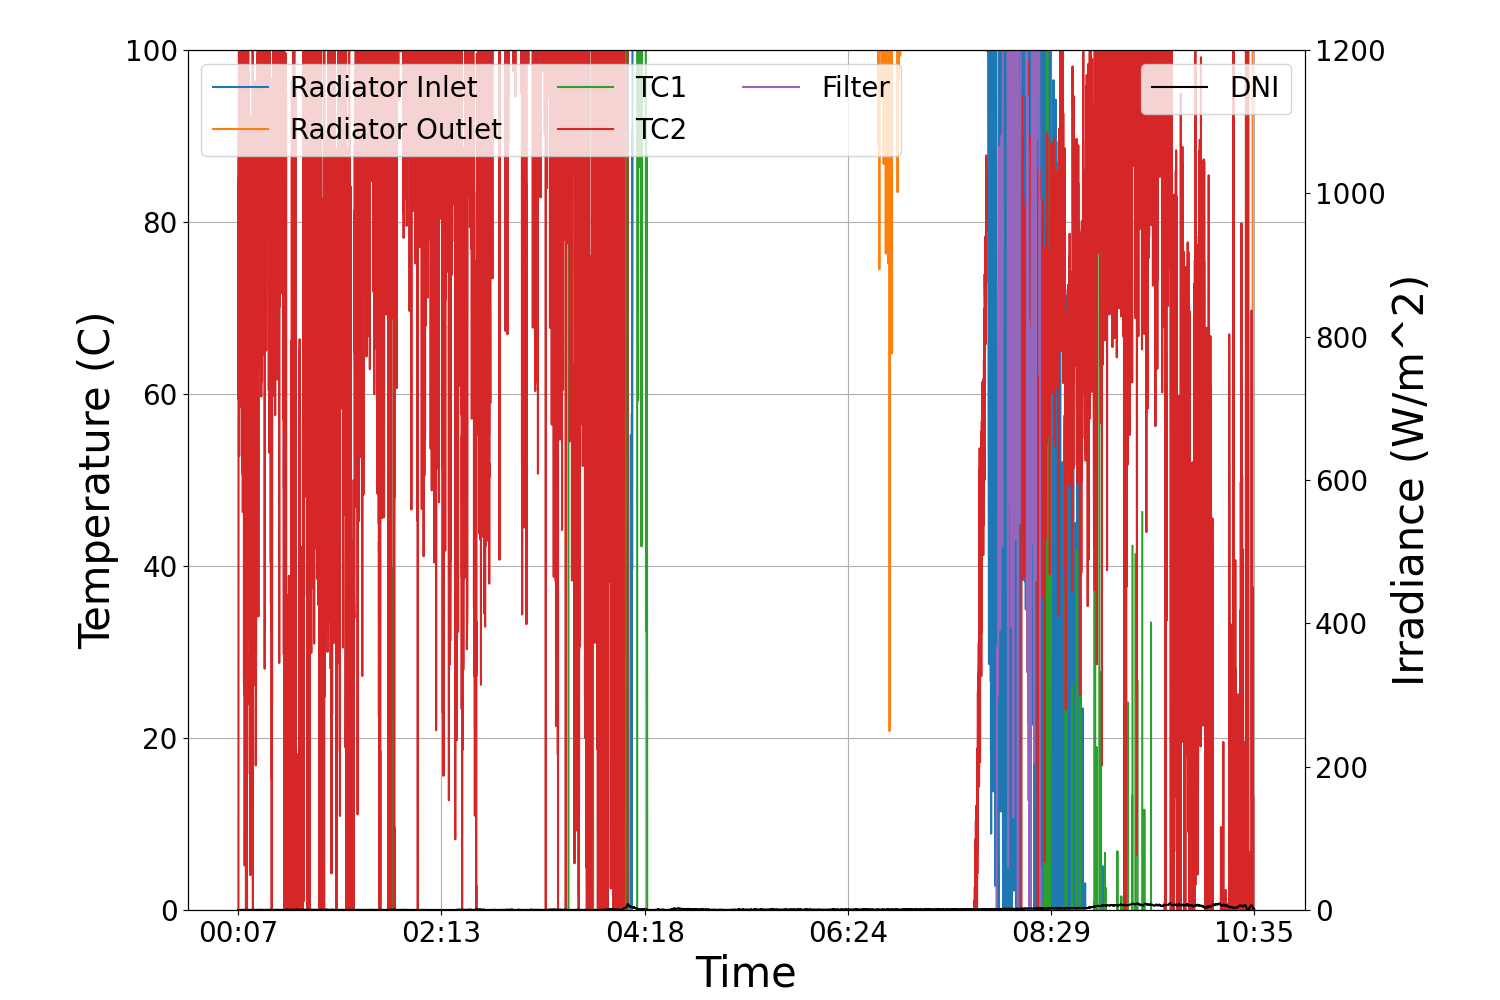 Radiator Inlet
Radiator Outlet
TC1
TC2
Filter
DNI
Temperature (C)
100
80
60
40
20
0
1200
1000
800
600
400
200
0
Irradiance (W/m^2)
00:07 02:13 04:18 06:24 08:29 10:35
Time